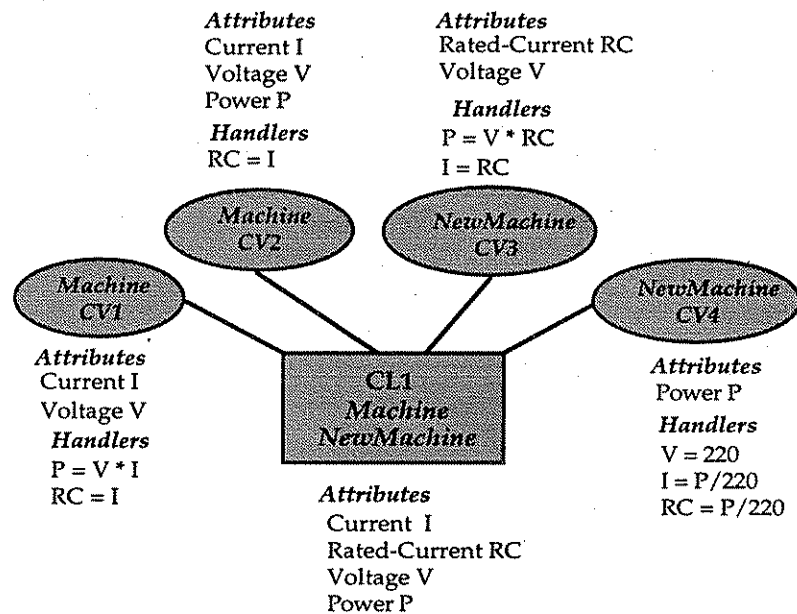 Attributes
Current I
Voltage V
Power P
Handlers
RC = I
Attributes
Rated-Current RC
Voltage V
Handlers
P = V * RC
I = RC
Machine
CV2
NewMachine
CV3
Machine
CV1
NewMachine
CV4
Attributes
Current I
Voltage V
Handlers
P = V * I
RC = I
CL1
Machine
NewMachine
Attributes
Power P
Handlers
V = 220
I = P/220
RC = P/220
Attributes
Current I
Rated-Current RC
Voltage V
Power P